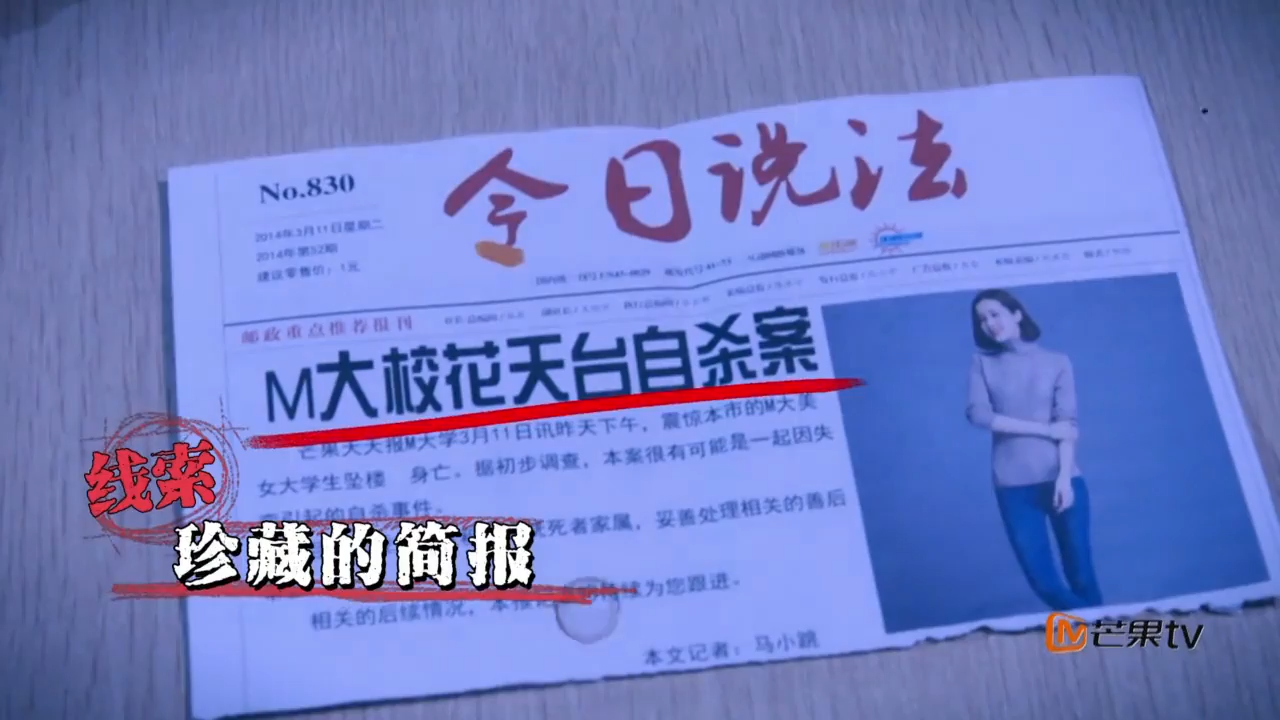 No.830
今日说法
2014年3月11日星期二
2014年第52期
建议零售价：1元
邮政重点推荐报刊
M大校花天台自杀案
芒果天天报M大学3月11日讯昨天下午，震惊本市的M大美
女大学生坠楼 身亡。据初步调查，本案很有可能是一起因失
引起的自杀事件。
死者家属，妥善处理相关的善后
相关的后续情况，本报 为您跟进。
本文记者：马小跳
线索
珍藏的简报
芒果tv